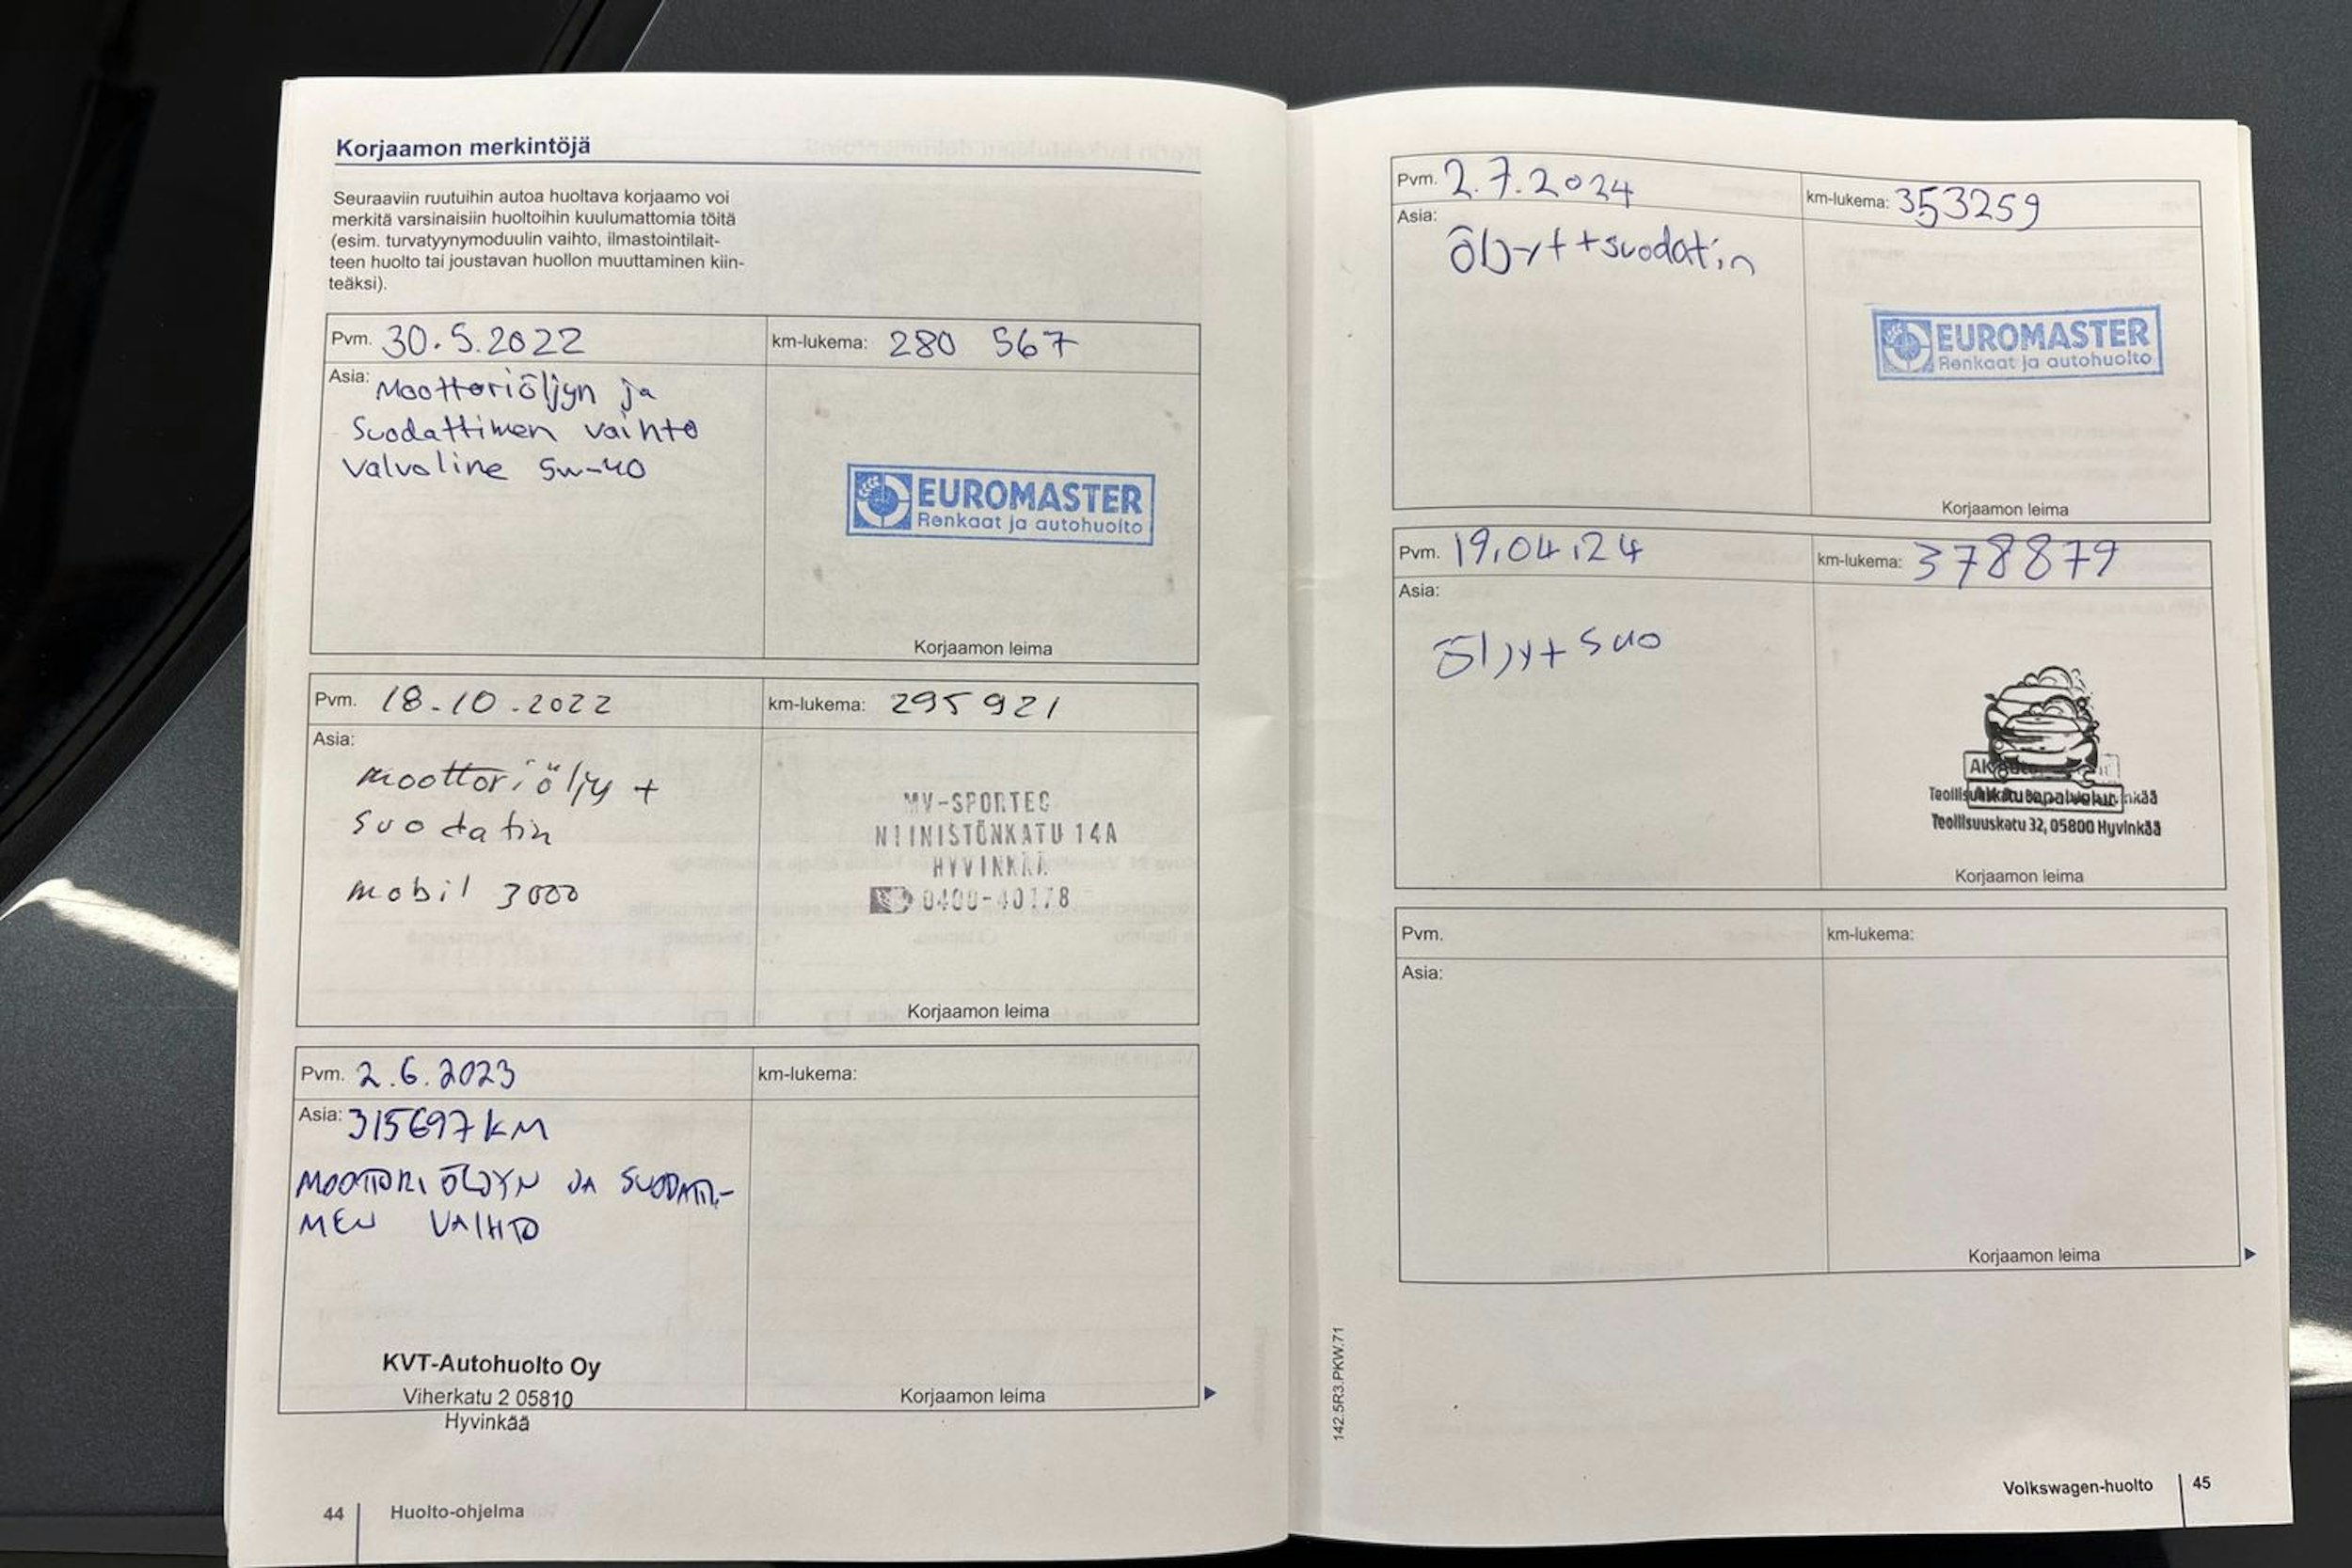 Korjaamon merkintöjä
Seuraaviin ruutuihin autoa huoltava korjaamo voi
merkitä varsinaisiin huoltoihin kuulumattomia töitä
(esim. turvatyynymoduulin vaihto, ilmastointilait-
teen huolto tai joustavan huollon muuttaminen kiin-
teäksi).
Pvm. 30.5.2022 km-lukema: 280 567
Asia: Moottoriöljyn ja
Suodattimen vaihto
Valvoline 5w-40
EUROMASTER
Renkaat ja autohuolto
Korjaamon leima
Pvm. 18.10.2022 km-lukema: 295921
Asia:
moottoriöljy +
suodatin
mobil 3000
MV-SPORTEC
NIINISTÖNKATU 14A
HYVINKÄÄ
0400-40178
Korjaamon leima
Pvm. 2.6.2023 km-lukema:
Asia: 315697 KM
MOOTTORI ÖLJYN JA SUODATTI-
MEN VAIHTO
KVT-Autohuolto Oy
Viherkatu 2 05810
Hyvinkää
Korjaamon leima
44 Huolto-ohjelma
Pvm. 2.7.2024 km-lukema: 353259
Asia:
Öljyt+suodatin
EUROMASTER
Renkaat ja autohuolto
Korjaamon leima
Pvm. 19.04.24 km-lukema: 378879
Asia:
Öljy+ suo
AK Autopalvelut
Teollisuuskatu 32, 05800 Hyvinkää
Korjaamon leima
Pvm. km-lukema:
Asia:
Korjaamon leima
142.5R3.PKW.71
Volkswagen-huolto 45